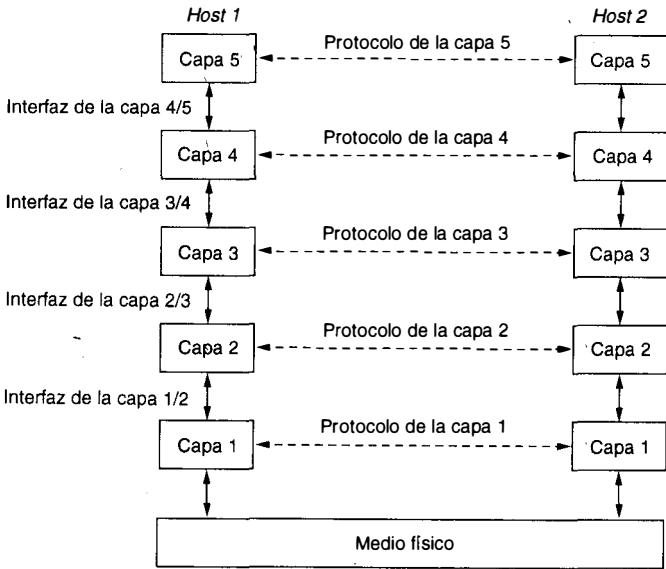 Host 1
Host 2
Capa 5
Protocolo de la capa 5
Capa 5
Interfaz de la capa 4/5
Capa 4
Protocolo de la capa 4
Capa 4
Interfaz de la capa 3/4
Capa 3
Protocolo de la capa 3
Capa 3
Interfaz de la capa 2/3
Capa 2
Protocolo de la capa 2
Capa 2
Interfaz de la capa 1/2
Capa 1
Protocolo de la capa 1
Capa 1
Medio físico